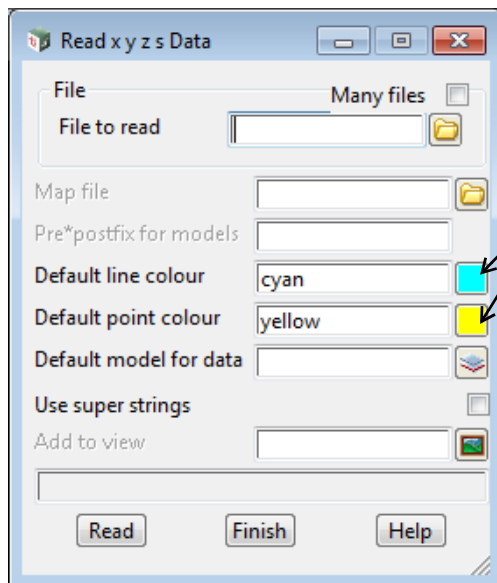 Read x y z s Data
File
Many files
File to read
Map file
Pre*postfix for models
Default line colour cyan
Default point colour yellow
Default model for data
Use super strings
Add to view
Read Finish Help